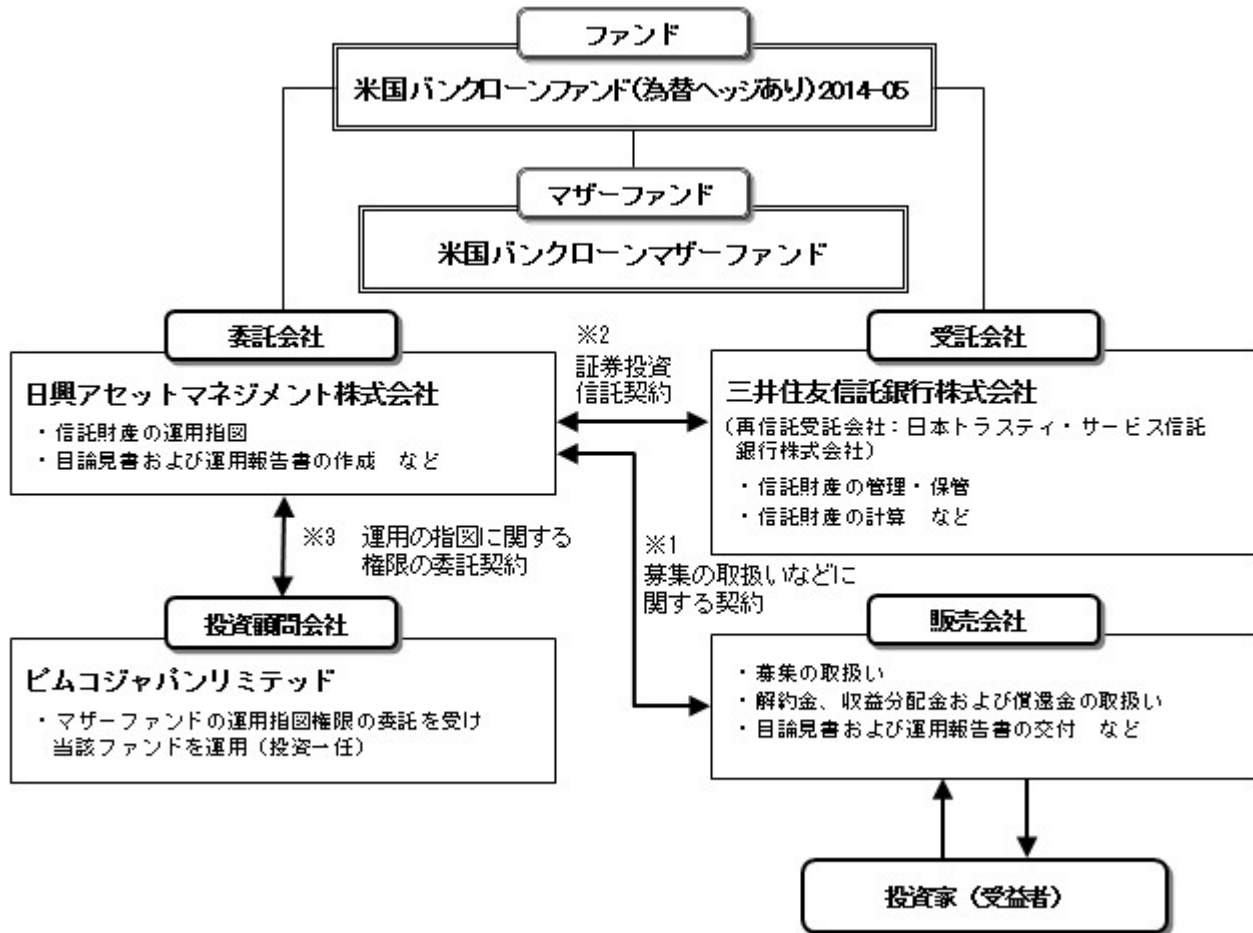 ファンド
米国バンクローンファンド(為替ヘッジあり)2014-05
マザーファンド
米国バンクローンマザーファンド
委託会社
日興アセットマネジメント株式会社
・信託財産の運用指図
・目論見書および運用報告書の作成 など
※2
証券投資
信託契約
受託会社
三井住友信託銀行株式会社
(再信託受託会社:日本トラスティ・サービス信託
銀行株式会社)
・信託財産の管理・保管
・信託財産の計算 など
※3 運用の指図に関する
権限の委託契約
※1
募集の取扱いなどに
関する契約
投資顧問会社
ピムコジャパンリミテッド
・マザーファンドの運用指図権限の委託を受け
当該ファンドを運用(投資一任)
販売会社
・募集の取扱い
・解約金、収益分配金および償還金の取扱い
・目論見書および運用報告書の交付 など
投資家(受益者)